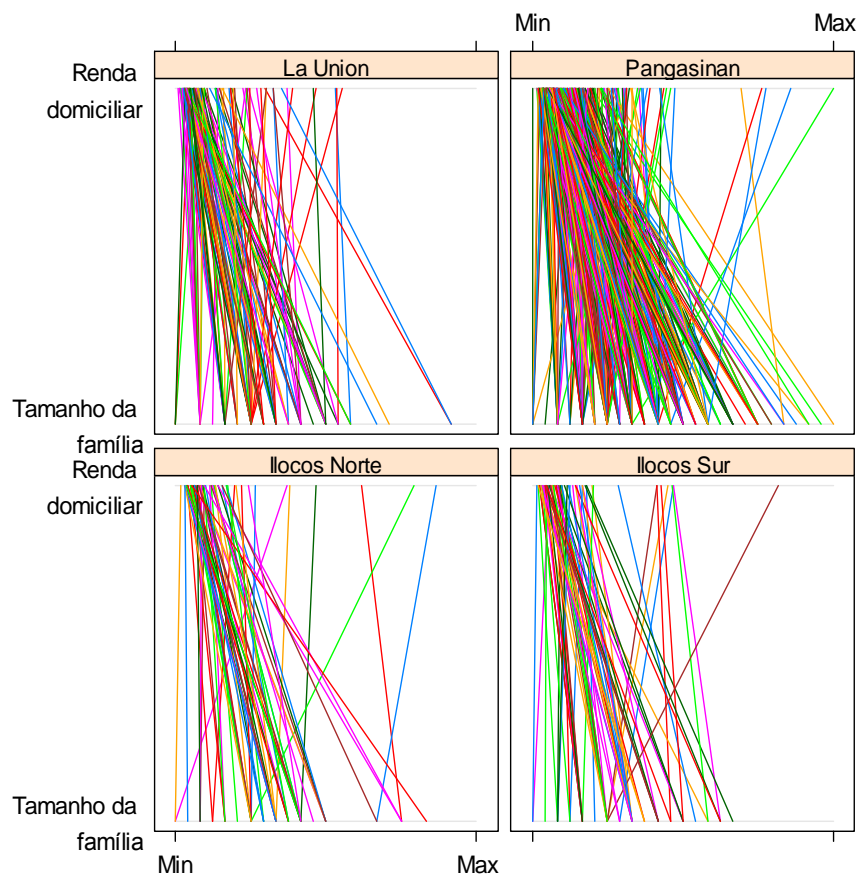 Min
Max
La Union
Pangasinan
Renda
domiciliar
Tamanho da
família
Ilocos Norte
Ilocos Sur
Renda
domiciliar
Tamanho da
família
Min
Max